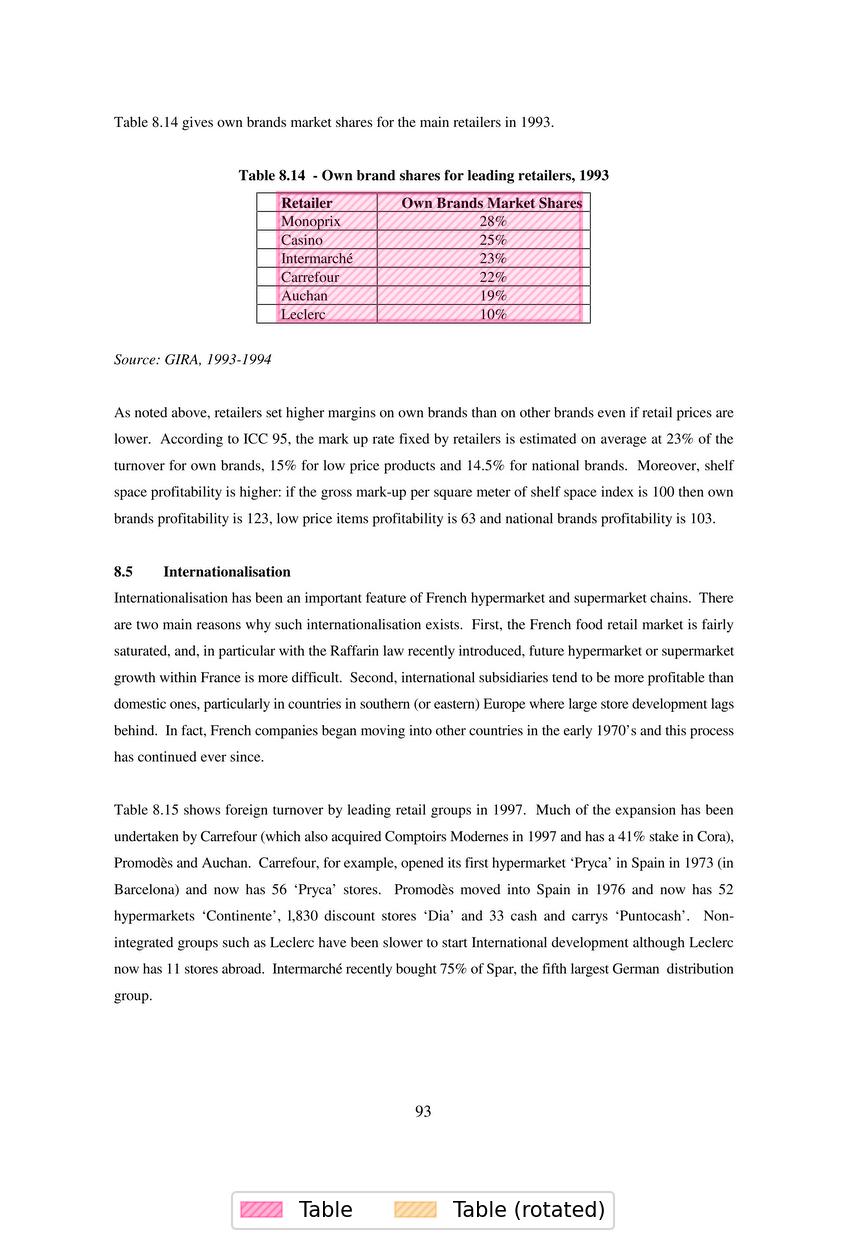 Table 8.14 gives own brands market shares for the main retailers in 1993.
Table 8.14 - Own brand shares for leading retailers, 1993
Retailer Own Brands Market Shares
Monoprix 28%
Casino 25%
Intermarché 23%
Carrefour 22%
Auchan 19%
Leclerc 10%
Source: GIRA, 1993-1994
As noted above, retailers set higher margins on own brands than on other brands even if retail prices are
lower. According to ICC 95, the mark up rate fixed by retailers is estimated on average at 23% of the
turnover for own brands, 15% for low price products and 14.5% for national brands. Moreover, shelf
space profitability is higher: if the gross mark-up per square meter of shelf space index is 100 then own
brands profitability is 123, low price items profitability is 63 and national brands profitability is 103.
8.5 Internationalisation
Internationalisation has been an important feature of French hypermarket and supermarket chains. There
are two main reasons why such internationalisation exists. First, the French food retail market is fairly
saturated, and, in particular with the Raffarin law recently introduced, future hypermarket or supermarket
growth within France is more difficult. Second, international subsidiaries tend to be more profitable than
domestic ones, particularly in countries in southern (or eastern) Europe where large store development lags
behind. In fact, French companies began moving into other countries in the early 1970's and this process
has continued ever since.
Table 8.15 shows foreign turnover by leading retail groups in 1997. Much of the expansion has been
undertaken by Carrefour (which also acquired Comptoirs Modernes in 1997 and has a 41% stake in Cora),
Promodès and Auchan. Carrefour, for example, opened its first hypermarket ‘Pryca’ in Spain in 1973 (in
Barcelona) and now has 56 ‘Pryca’ stores. Promodès moved into Spain in 1976 and now has 52
hypermarkets ‘Continente’, l,830 discount stores ‘Dia’ and 33 cash and carrys ‘Puntocash’. Non-
integrated groups such as Leclerc have been slower to start International development although Leclerc
now has 11 stores abroad. Intermarché recently bought 75% of Spar, the fifth largest German distribution
group.
93
Table Table (rotated)